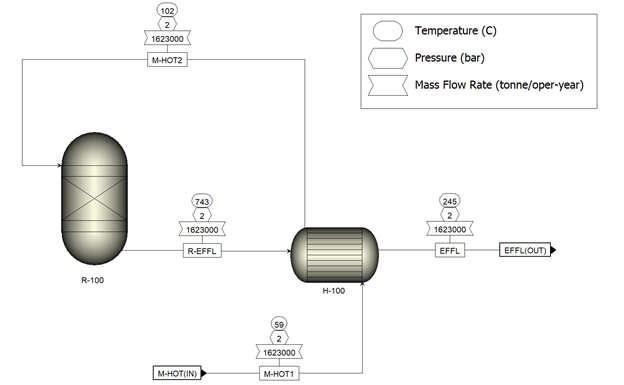 102
2
1623000
M-HOT2
Temperature (C)
Pressure (bar)
Mass Flow Rate (tonne/oper-year)
R-100
743
2
1623000
R-EFFL
245
2
1623000
EFFL
EFFL(OUT)
H-100
59
2
1623000
M-HOT(IN)
M-HOT1